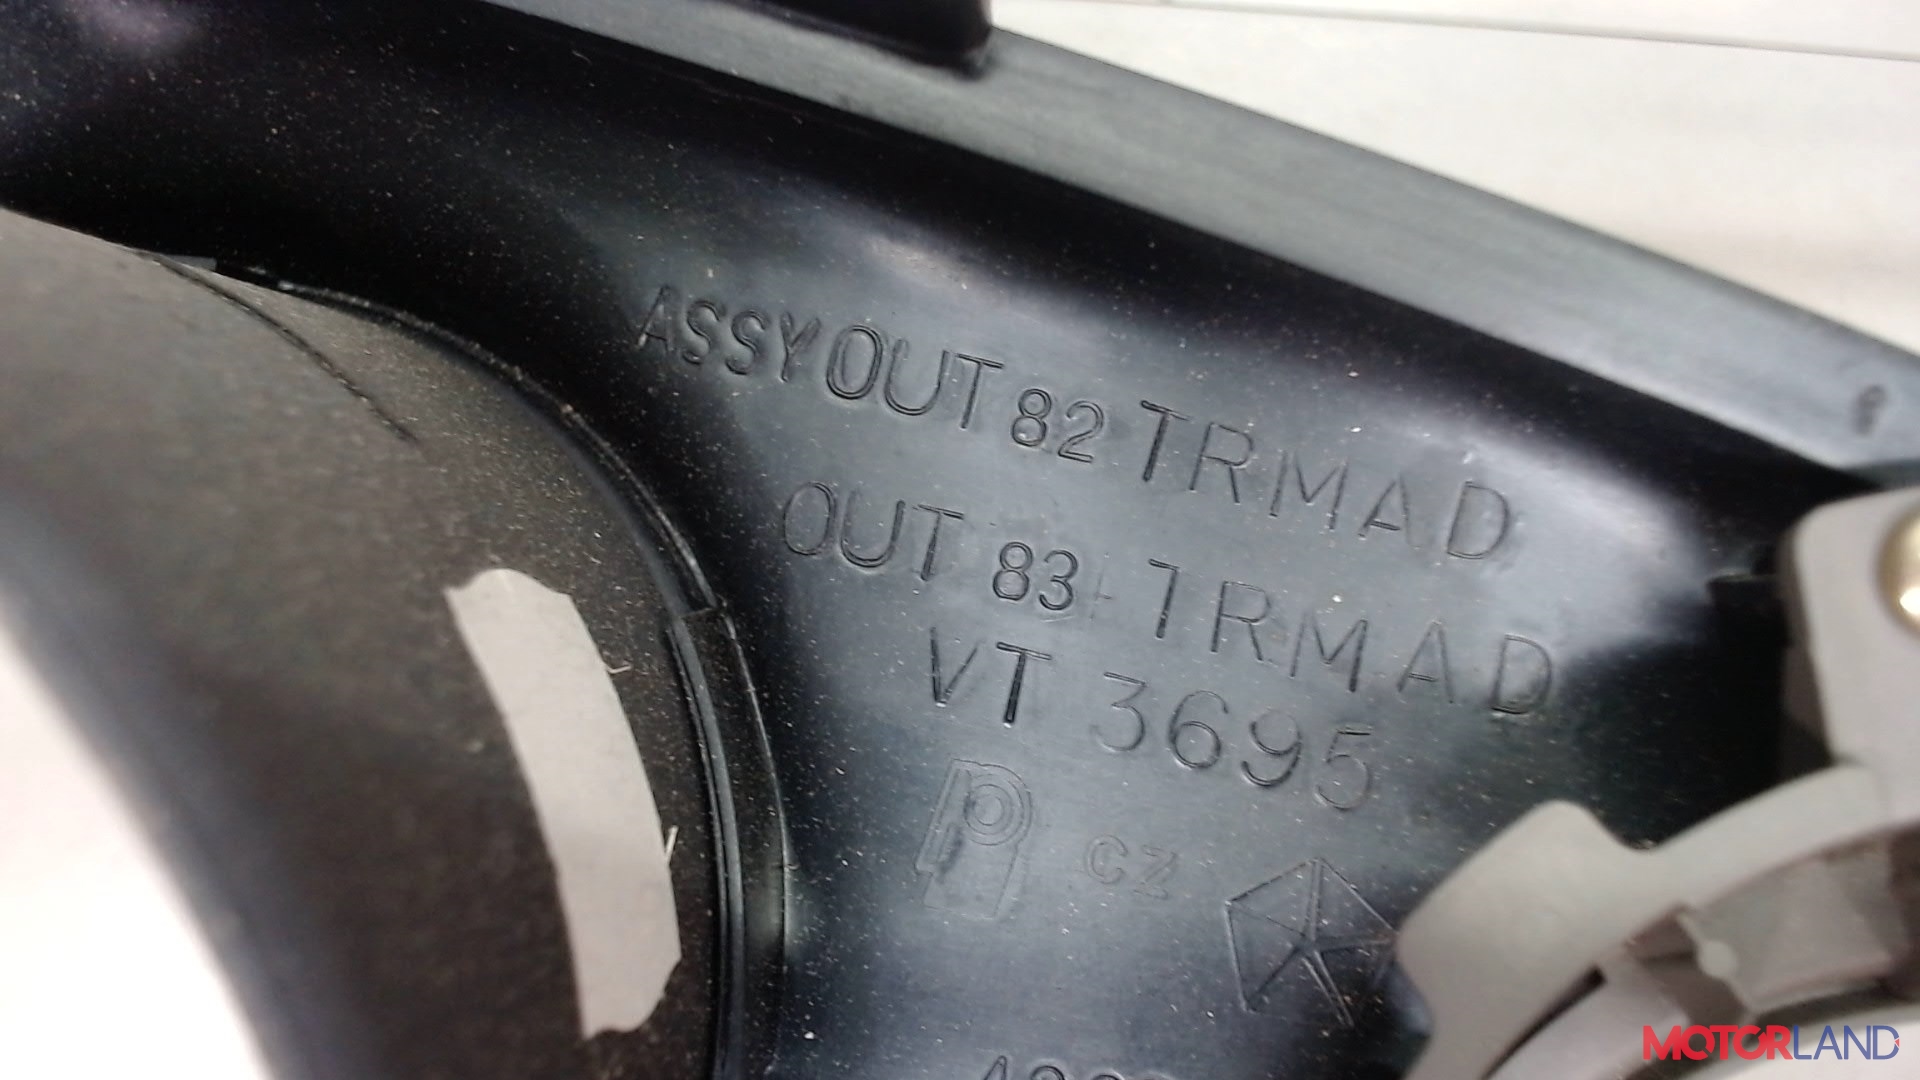 ASSY OUT 82 TRMAD
OUT 83 TRMAD
VT 3695
CZ
MOTORLAND